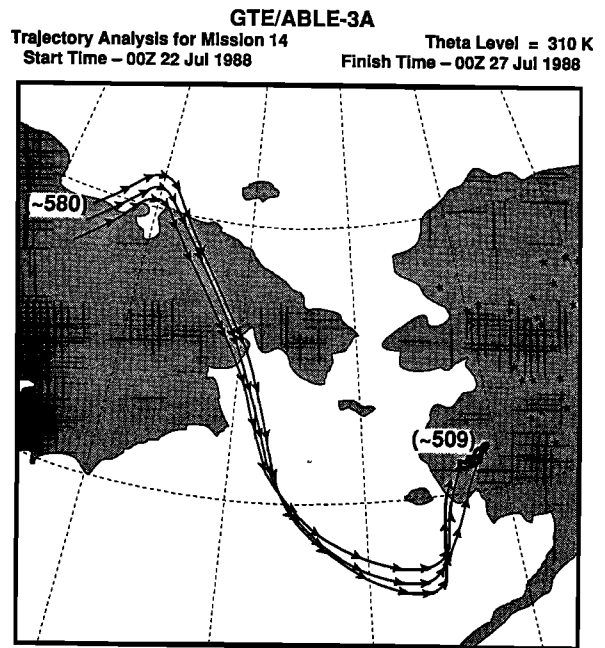 GTE/ABLE-3A
Trajectory Analysis for Mission 14
Theta Level = 310 K
Start Time – 00Z 22 Jul 1988
Finish Time – 00Z 27 Jul 1988
(~580)
(~509)